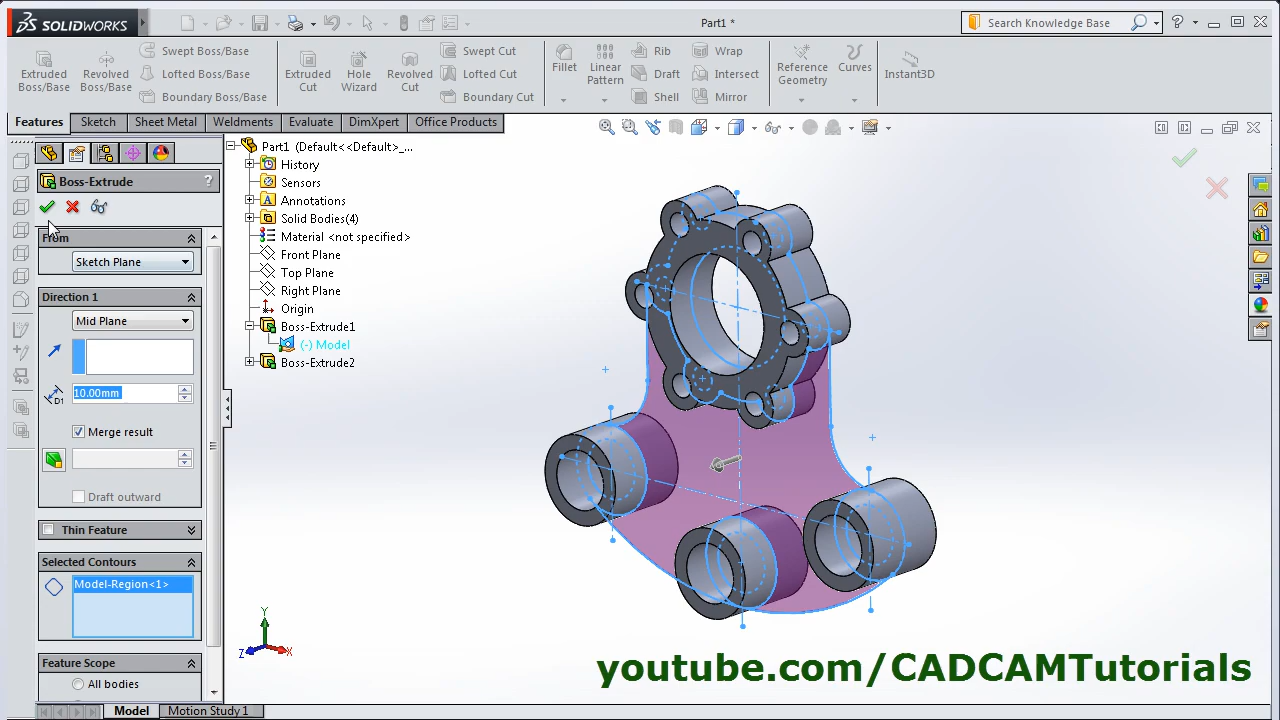 SOLIDWORKS
Part1 *
Search Knowledge Base
?
Extruded Boss/Base
Revolved Boss/Base
Swept Boss/Base
Lofted Boss/Base
Boundary Boss/Base
Extruded Cut
Hole Wizard
Revolved Cut
Swept Cut
Lofted Cut
Boundary Cut
Fillet
Linear Pattern
Rib
Draft
Shell
Wrap
Intersect
Mirror
Reference Geometry
Curves
Instant3D
Features Sketch Sheet Metal Weldments Evaluate DimXpert Office Products
Boss-Extrude ?
From
Sketch Plane
Direction 1
Mid Plane
D1 10.00mm
Merge result
Draft outward
Thin Feature
Selected Contours
Model-Region<1>
Feature Scope
All bodies
Part1 (Default<<Default>_...
History
Sensors
Annotations
Solid Bodies(4)
Material <not specified>
Front Plane
Top Plane
Right Plane
Origin
Boss-Extrude1
(-) Model
Boss-Extrude2
Y
Z X
youtube.com/CADCAMTutorials
Model Motion Study 1